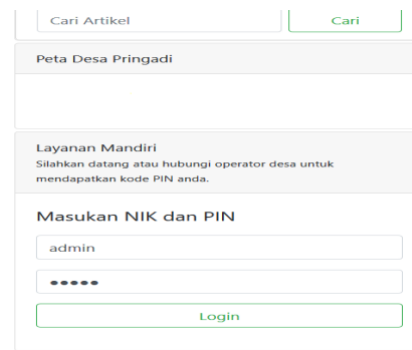 Cari Artikel
Cari
Peta Desa Pringadi
Layanan Mandiri
Silahkan datang atau hubungi operator desa untuk
mendapatkan kode PIN anda.
Masukan NIK dan PIN
admin
•••••
Login